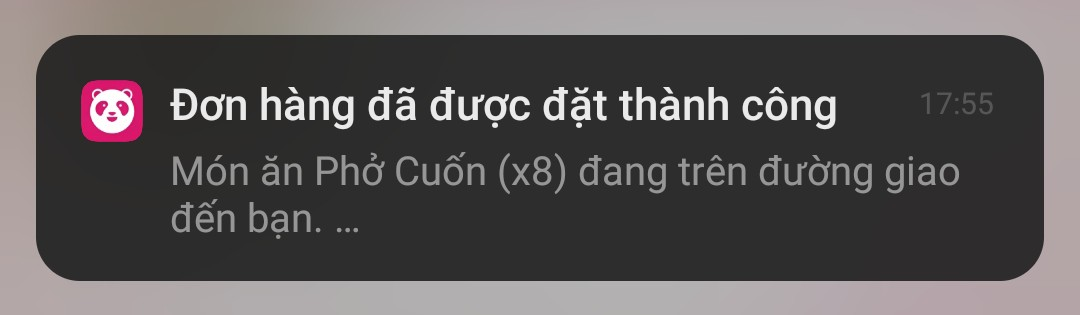 Đơn hàng đã được đặt thành công
17:55
Món ăn Phở Cuốn (x8) đang trên đường giao
đến bạn. ...